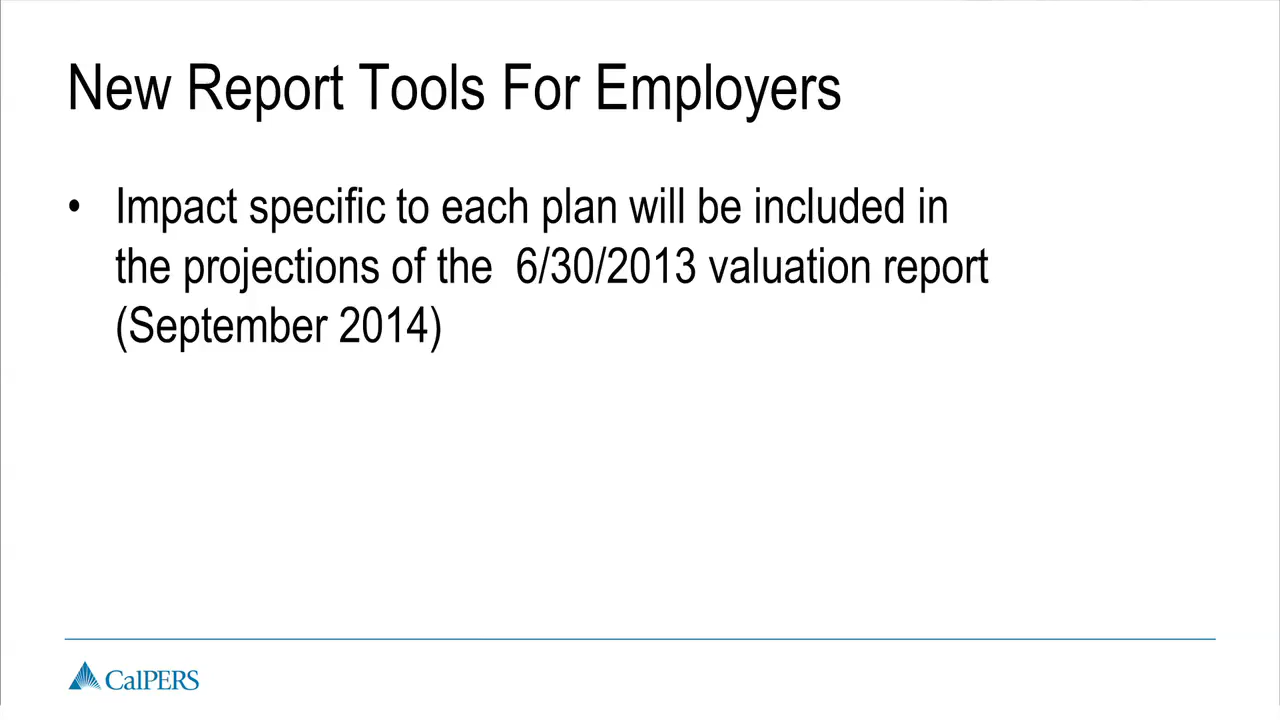 New Report Tools For Employers
• Impact specific to each plan will be included in
the projections of the  6/30/2013 valuation report
(September 2014)
CalPERS